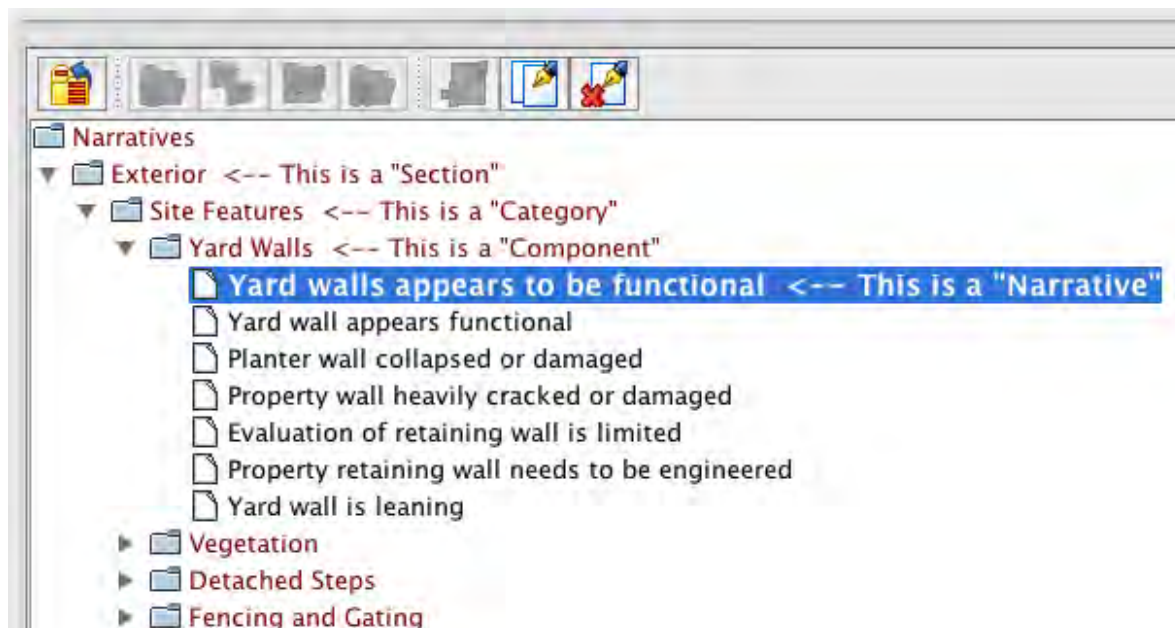 Narratives
Exterior <-- This is a "Section"
Site Features <-- This is a "Category"
Yard Walls <-- This is a "Component"
Yard walls appears to be functional <-- This is a "Narrative"
Yard wall appears functional
Planter wall collapsed or damaged
Property wall heavily cracked or damaged
Evaluation of retaining wall is limited
Property retaining wall needs to be engineered
Yard wall is leaning
Vegetation
Detached Steps
Fencing and Gating